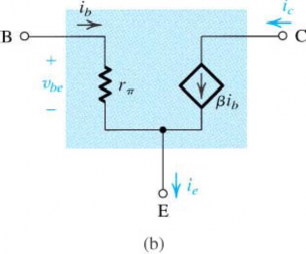 i_b i_c
B C
+
v_be r_π βi_b
−
i_e
E
(b)